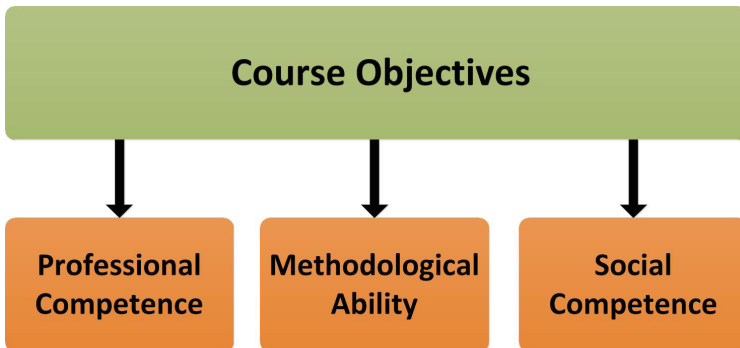 Course Objectives
Professional
Competence
Methodological
Ability
Social
Competence